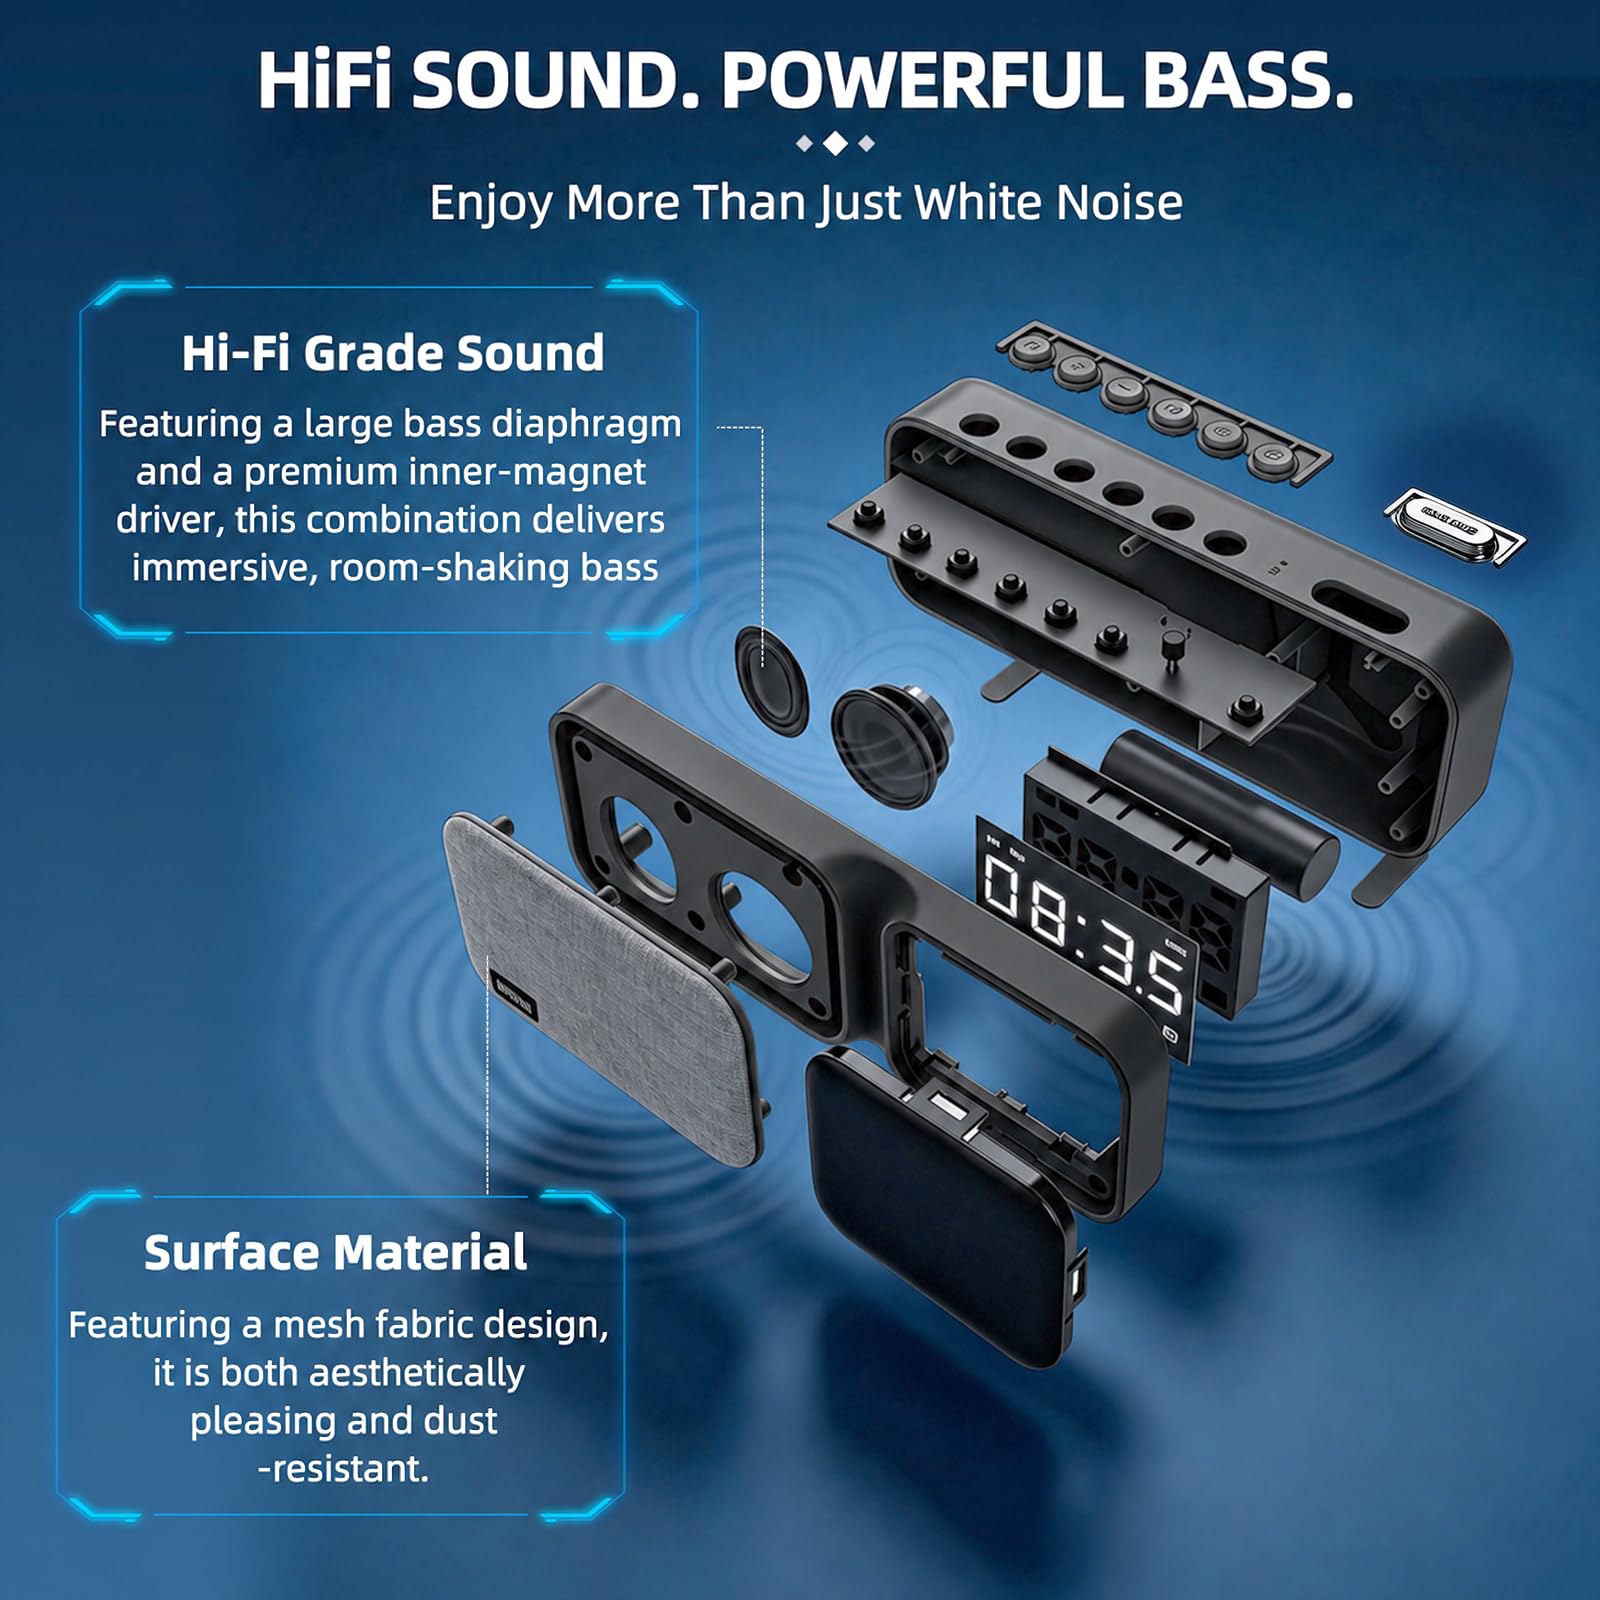 HiFi SOUND. POWERFUL BASS.
Enjoy More Than Just White Noise
Hi-Fi Grade Sound
Featuring a large bass diaphragm
and a premium inner-magnet
driver, this combination delivers
immersive, room-shaking bass
08:3.5
Surface Material
Featuring a mesh fabric design,
it is both aesthetically
pleasing and dust
-resistant.